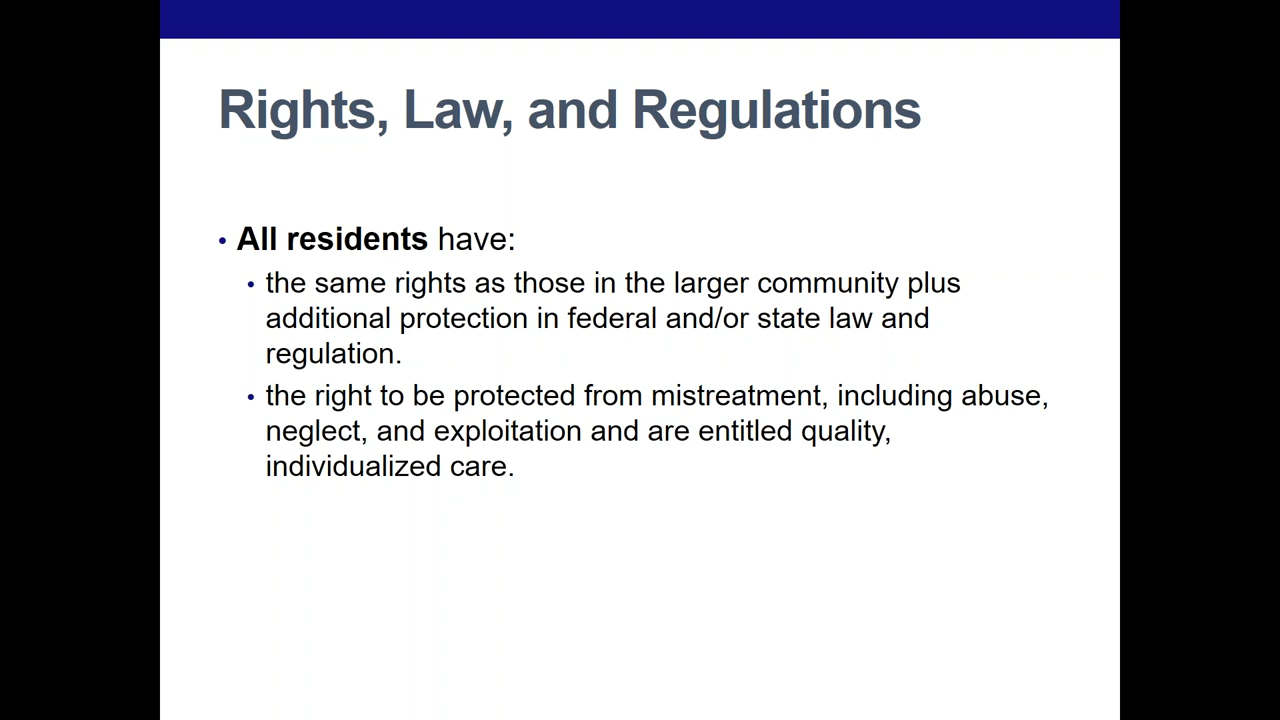 Rights, Law, and Regulations
• All residents have:
• the same rights as those in the larger community plus
additional protection in federal and/or state law and
regulation.
• the right to be protected from mistreatment, including abuse,
neglect, and exploitation and are entitled quality,
individualized care.